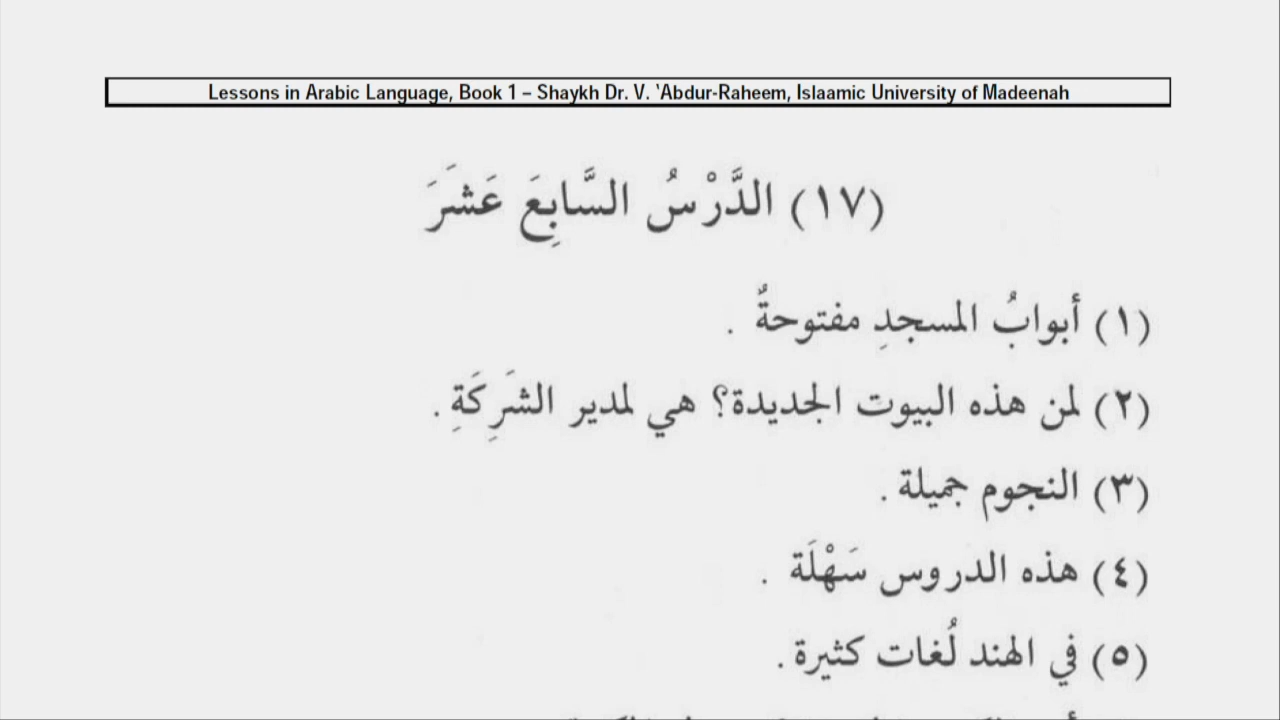 Lessons in Arabic Language, Book 1 – Shaykh Dr. V. `Abdur-Raheem, Islaamic University of Madeenah
(١٧) الدَّرْسُ السَّابِعَ عَشَرَ
(١) أبوابُ المسجدِ مفتوحةٌ .
(٢) لمن هذه البيوت الجديدة؟ هي لمدير الشَرِكَةِ .
(٣) النجوم جميلة .
(٤) هذه الدروس سَهْلَة .
(٥) في الهند لُغات كثيرة .